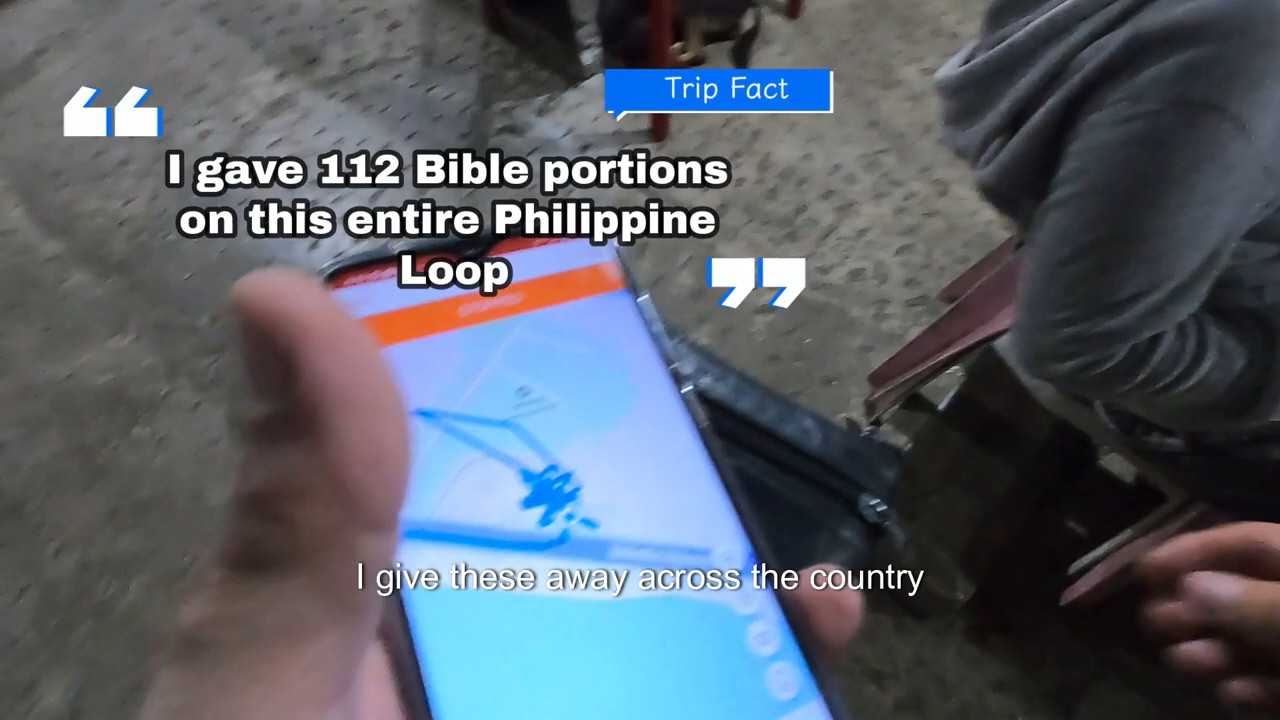 Trip Fact
I gave 112 Bible portions
on this entire Philippine
Loop
I give these away across the country